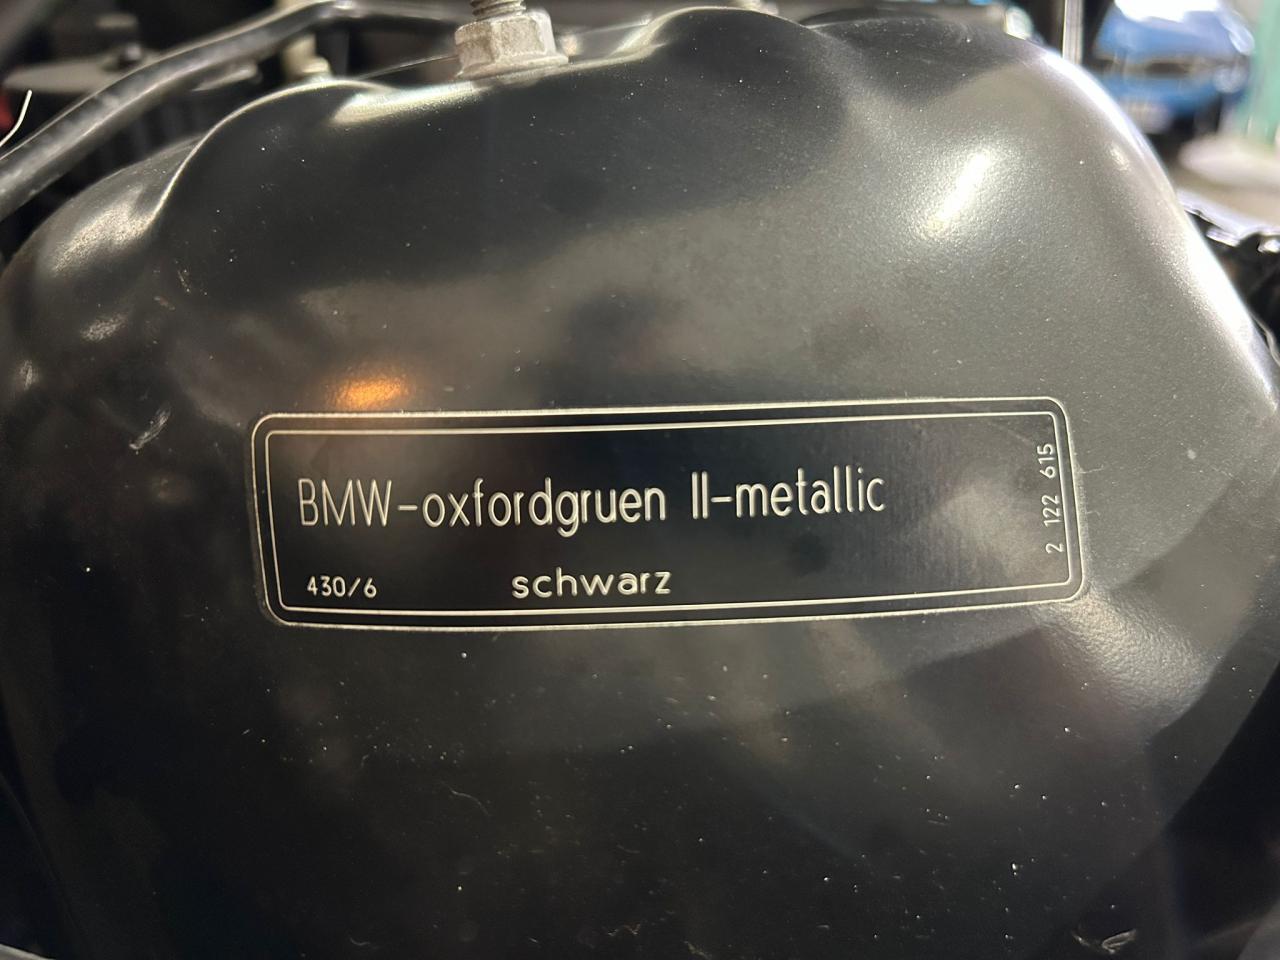 BMW-oxfordgruen II-metallic
430/6
schwarz
2 122 615